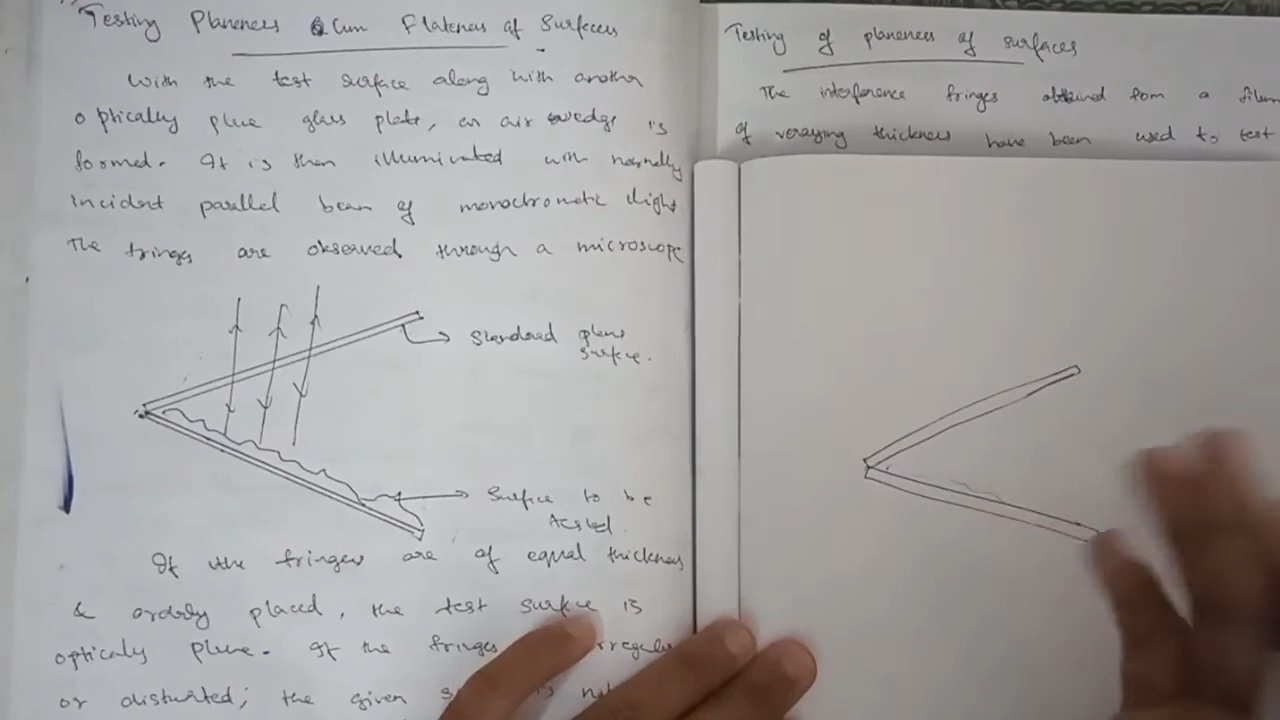 Testing Planeness & Cum Flateness of Surfaces
With the test surface along with another
optically plane glass plate, an air wedge is
formed. It is then illuminated with normally
incident parallel beam of monochromatic light
The fringes are observed through a microscope
Standard plane
surface.
Surface to be
tested.
If the fringes are of equal thickness
& orderly placed, the test surface is
optically plane. If the fringes irregular
or disturbed, the given
Testing of planeness of surfaces
The interference fringes obtained from a film
of veraying thickness have been used to test